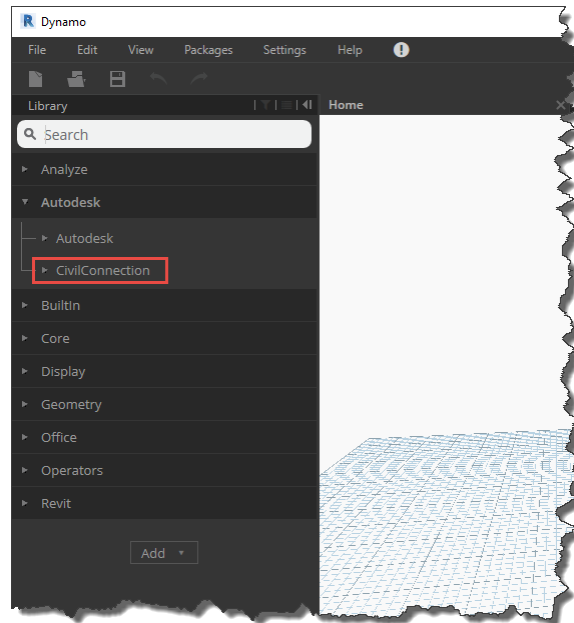 R Dynamo
File Edit View Packages Settings Help !
Library
Home
Search
Analyze
Autodesk
Autodesk
CivilConnection
BuiltIn
Core
Display
Geometry
Office
Operators
Revit
Add